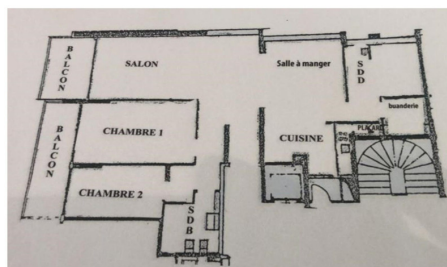 BALCON
SALON
Salle à manger
SDD
buanderie
BALCON
CHAMBRE 1
CUISINE
PLACARD
CHAMBRE 2
SDB